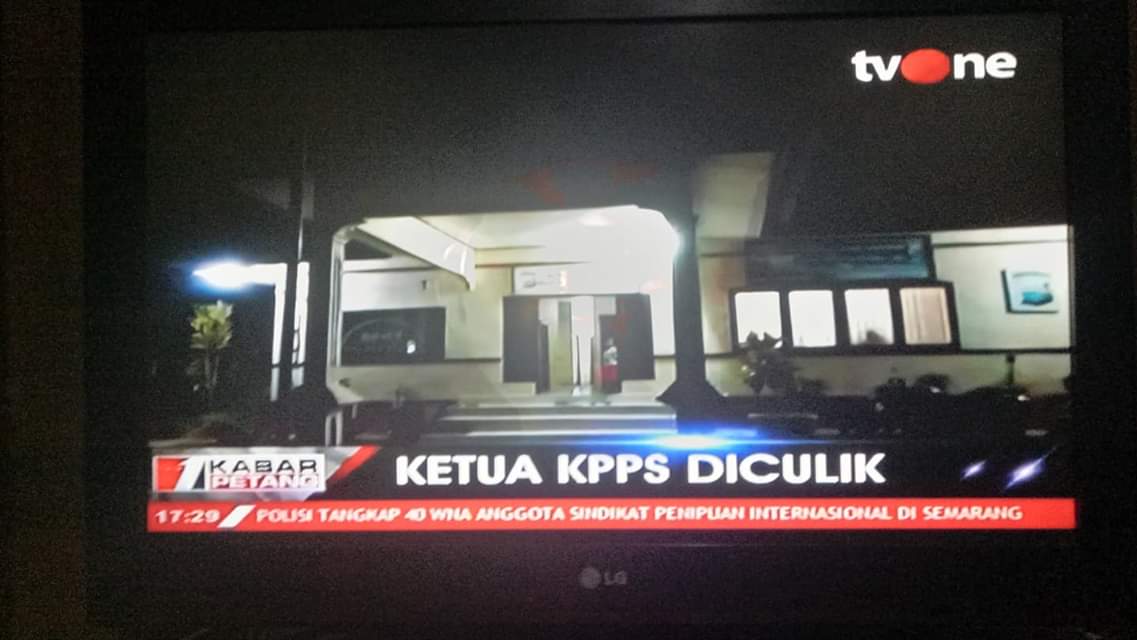 tvOne
1 KABAR
PETANG
KETUA KPPS DICULIK
17:29
POLISI TANGKAP 40 WNA ANGGOTA SINDIKAT PENIPUAN INTERNASIONAL DI SEMARANG
LG